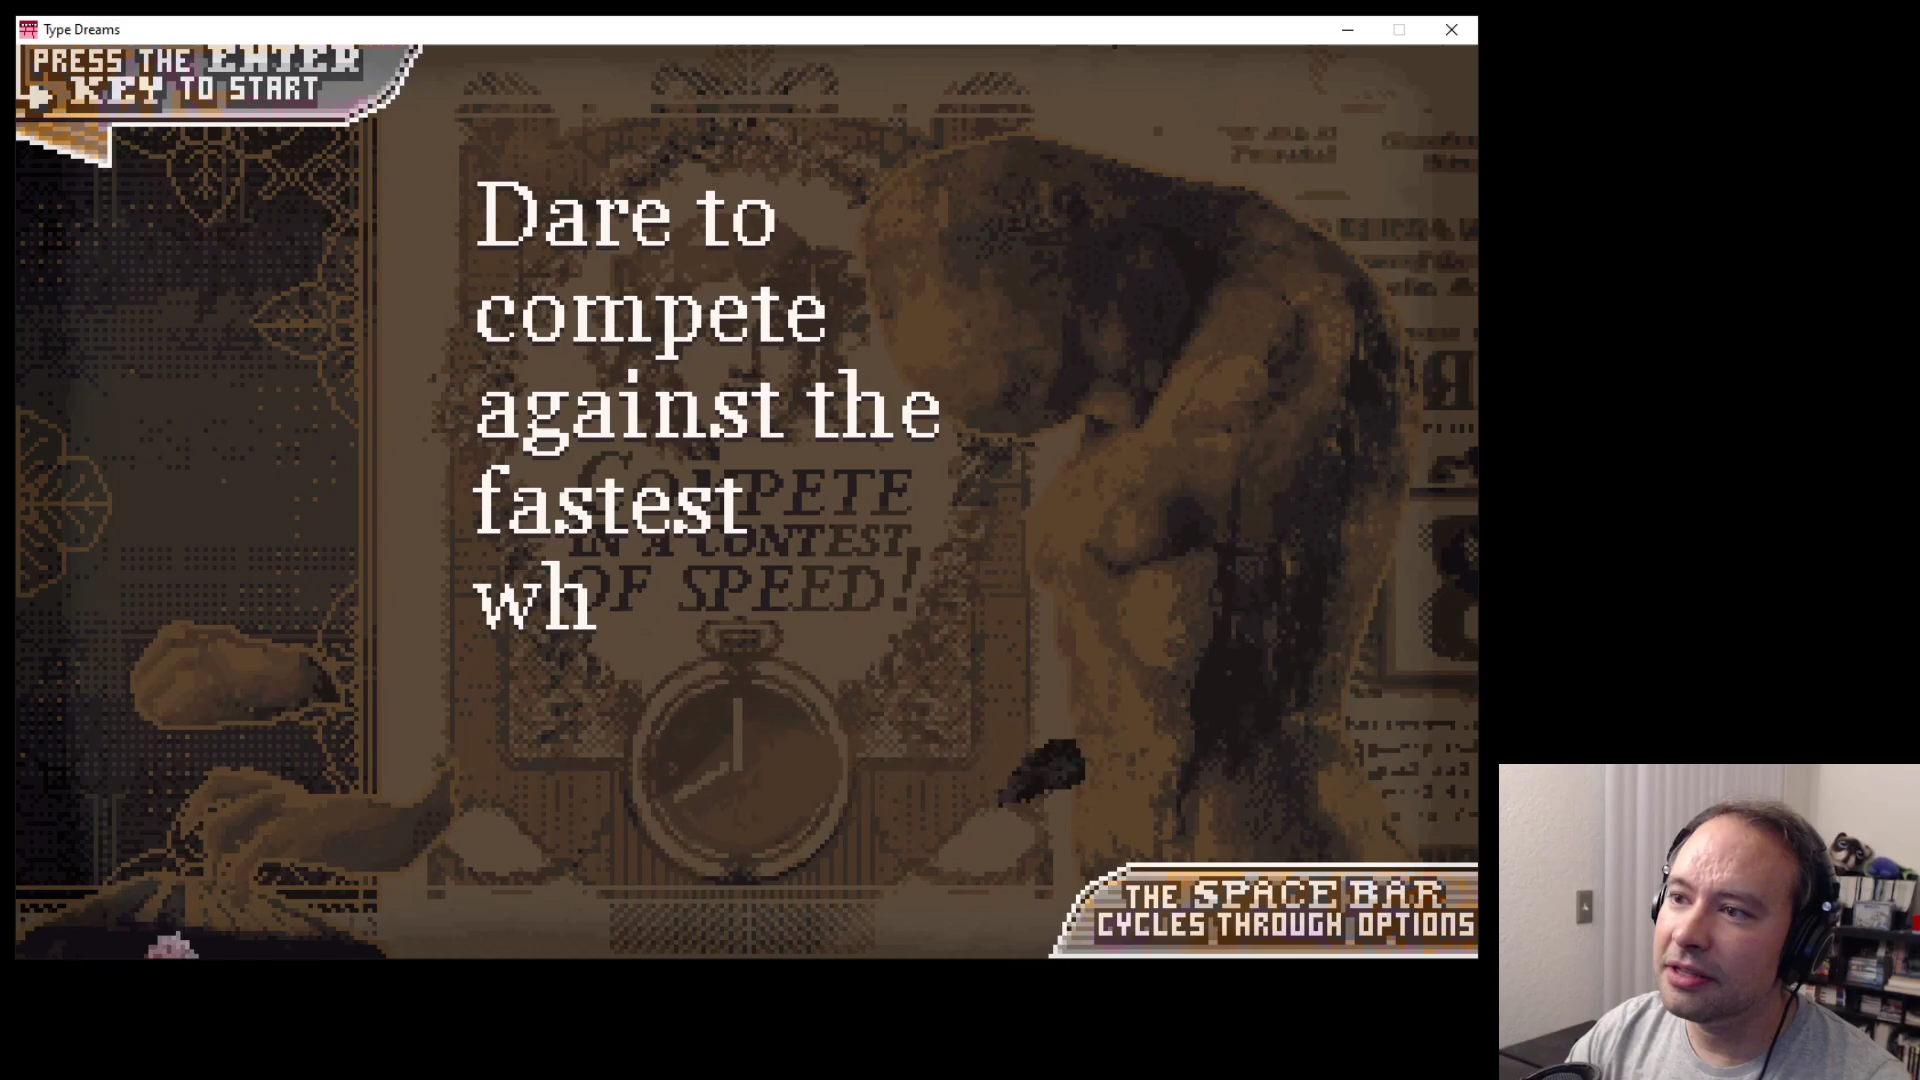 Type Dreams
PRESS THE ENTER
KEY TO START
Dare to
compete
against the
fastest
wh
COMPETE
IN A CONTEST
OF SPEED!
THE SPACE BAR
CYCLES THROUGH OPTIONS